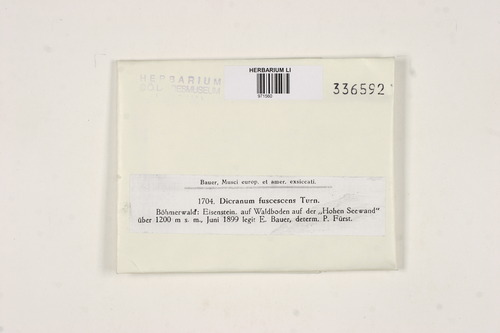 HERBARIUM LI
971560
HERBARIUM
336592
Bauer, Musci europ. et amer. exsiccati.
1704. Dicranum fuscescens Turn.
Böhmerwald: Eisenstein, auf Waldboden auf der „Hohen Seewand"
über 1200 m s. m., Juni 1899 legit E. Bauer, determ. P. Fürst.